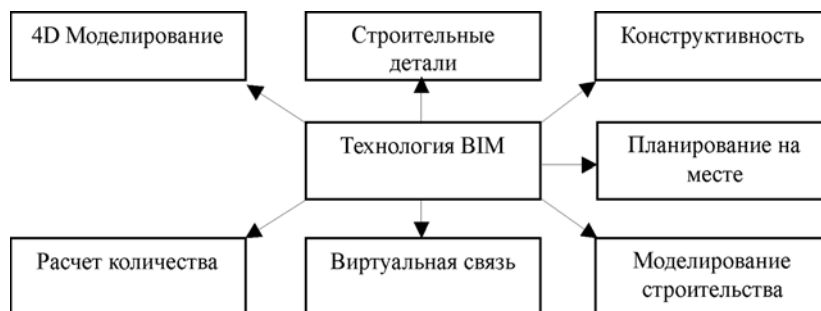 4D Моделирование
Строительные
детали
Конструктивность
Технология BIM
Планирование на
месте
Расчет количества
Виртуальная связь
Моделирование
строительства